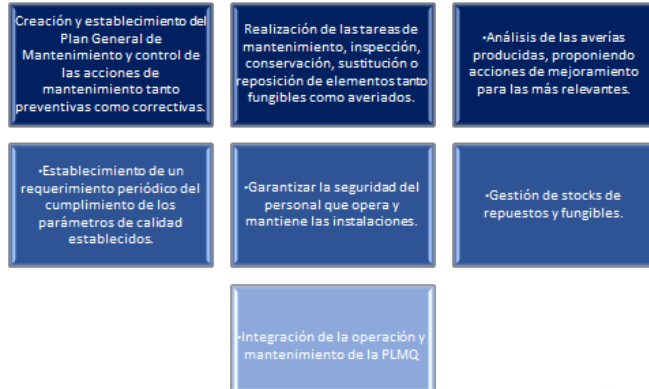 Creación y establecimiento del
Plan General de
Mantenimiento y control de
las acciones de
mantenimiento tanto
preventivas como correctivas.
Realización de las tareas de
mantenimiento, inspección,
conservación, sustitución o
reposición de elementos tanto
fungibles como averiados.
•Análisis de las averías
producidas, proponiendo
acciones de mejoramiento
para las más relevantes.
•Establecimiento de un
requerimiento periódico del
cumplimiento de los
parámetros de calidad
establecidos.
•Garantizar la seguridad del
personal que opera y
mantiene las instalaciones.
•Gestión de stocks de
repuestos y fungibles.
•Integración de la operación y
mantenimiento de la PLMQ